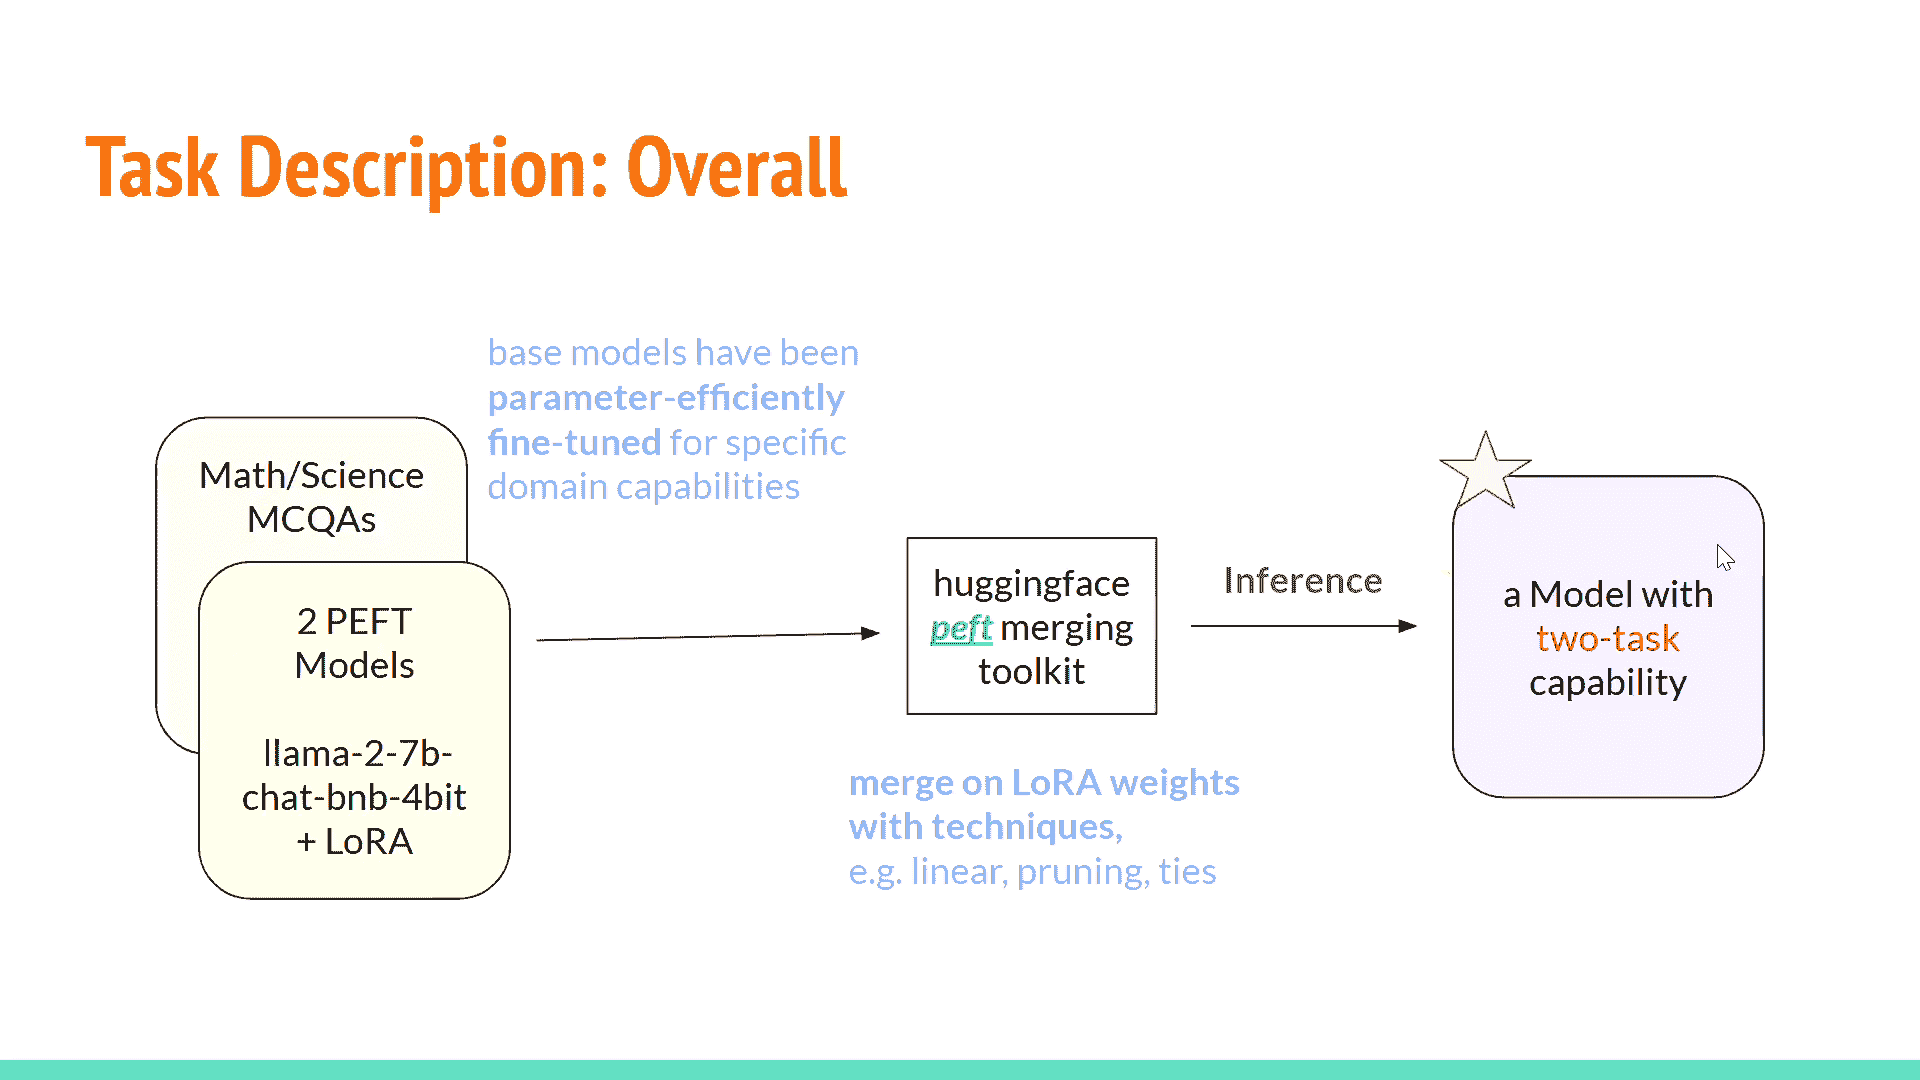 Task Description: Overall
base models have been
parameter-efficiently
fine-tuned for specific
domain capabilities
Math/Science
MCQAs
2 PEFT
Models
llama-2-7b-
chat-bnb-4bit
+ LoRA
huggingface
peft merging
toolkit
merge on LoRA weights
with techniques,
e.g. linear, pruning, ties
Inference
a Model with
two-task
capability